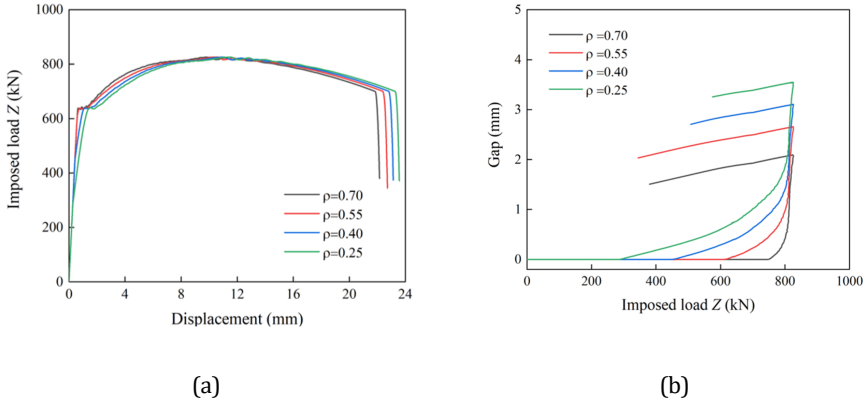 1000
800
600
400
200
0
Imposed load Z (kN)
ρ=0.70
ρ=0.55
ρ=0.40
ρ=0.25
0 4 8 12 16 20 24
Displacement (mm)
(a)
5
4
3
2
1
0
Gap (mm)
ρ =0.70
ρ =0.55
ρ =0.40
ρ =0.25
0 200 400 600 800 1000
Imposed load Z (kN)
(b)